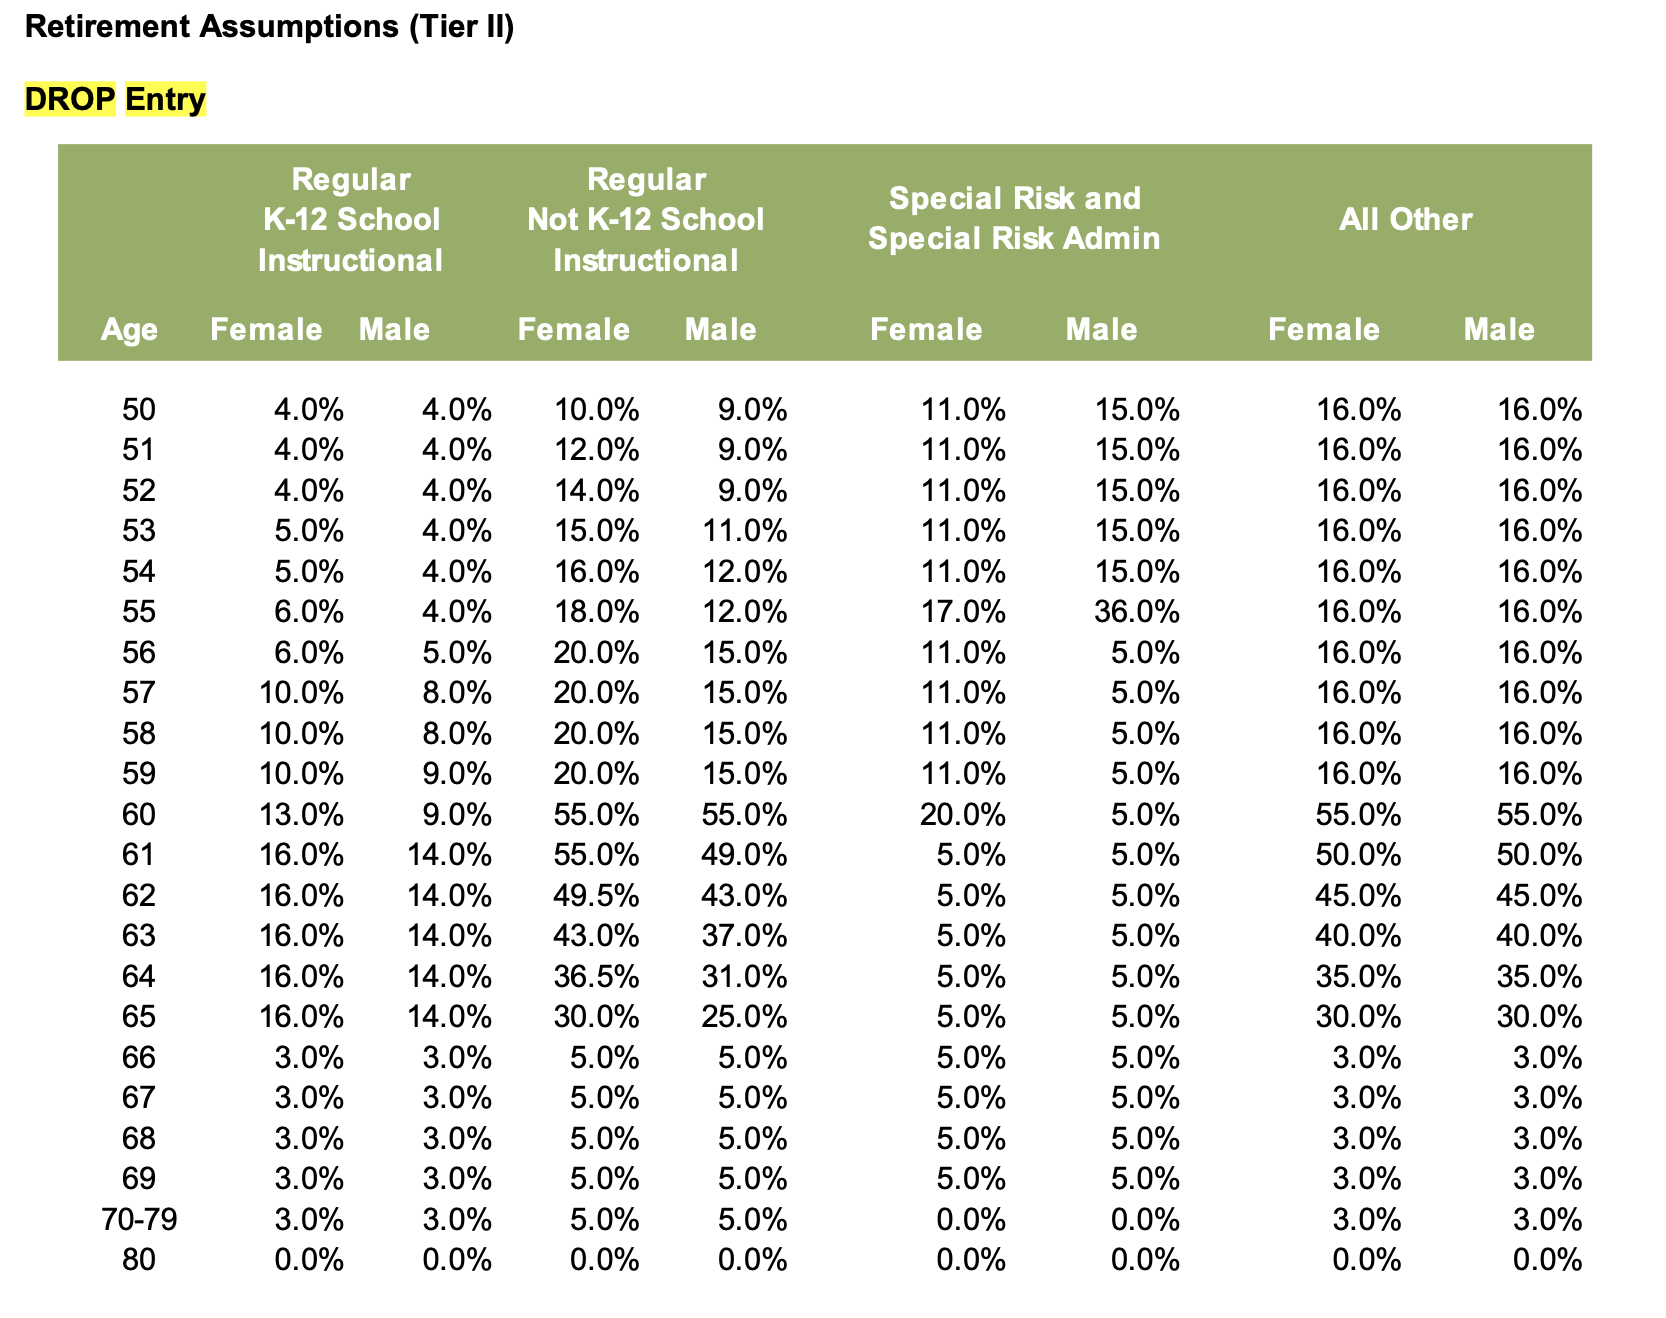 Retirement Assumptions (Tier II)
DROP Entry
Regular K-12 School Instructional Regular Not K-12 School Instructional Special Risk and Special Risk Admin All Other
Age Female Male Female Male Female Male Female Male
50 4.0% 4.0% 10.0% 9.0% 11.0% 15.0% 16.0% 16.0%
51 4.0% 4.0% 12.0% 9.0% 11.0% 15.0% 16.0% 16.0%
52 4.0% 4.0% 14.0% 9.0% 11.0% 15.0% 16.0% 16.0%
53 5.0% 4.0% 15.0% 11.0% 11.0% 15.0% 16.0% 16.0%
54 5.0% 4.0% 16.0% 12.0% 11.0% 15.0% 16.0% 16.0%
55 6.0% 4.0% 18.0% 12.0% 17.0% 36.0% 16.0% 16.0%
56 6.0% 5.0% 20.0% 15.0% 11.0% 5.0% 16.0% 16.0%
57 10.0% 8.0% 20.0% 15.0% 11.0% 5.0% 16.0% 16.0%
58 10.0% 8.0% 20.0% 15.0% 11.0% 5.0% 16.0% 16.0%
59 10.0% 9.0% 20.0% 15.0% 11.0% 5.0% 16.0% 16.0%
60 13.0% 9.0% 55.0% 55.0% 20.0% 5.0% 55.0% 55.0%
61 16.0% 14.0% 55.0% 49.0% 5.0% 5.0% 50.0% 50.0%
62 16.0% 14.0% 49.5% 43.0% 5.0% 5.0% 45.0% 45.0%
63 16.0% 14.0% 43.0% 37.0% 5.0% 5.0% 40.0% 40.0%
64 16.0% 14.0% 36.5% 31.0% 5.0% 5.0% 35.0% 35.0%
65 16.0% 14.0% 30.0% 25.0% 5.0% 5.0% 30.0% 30.0%
66 3.0% 3.0% 5.0% 5.0% 5.0% 5.0% 3.0% 3.0%
67 3.0% 3.0% 5.0% 5.0% 5.0% 5.0% 3.0% 3.0%
68 3.0% 3.0% 5.0% 5.0% 5.0% 5.0% 3.0% 3.0%
69 3.0% 3.0% 5.0% 5.0% 5.0% 5.0% 3.0% 3.0%
70-79 3.0% 3.0% 5.0% 5.0% 0.0% 0.0% 3.0% 3.0%
80 0.0% 0.0% 0.0% 0.0% 0.0% 0.0% 0.0% 0.0%